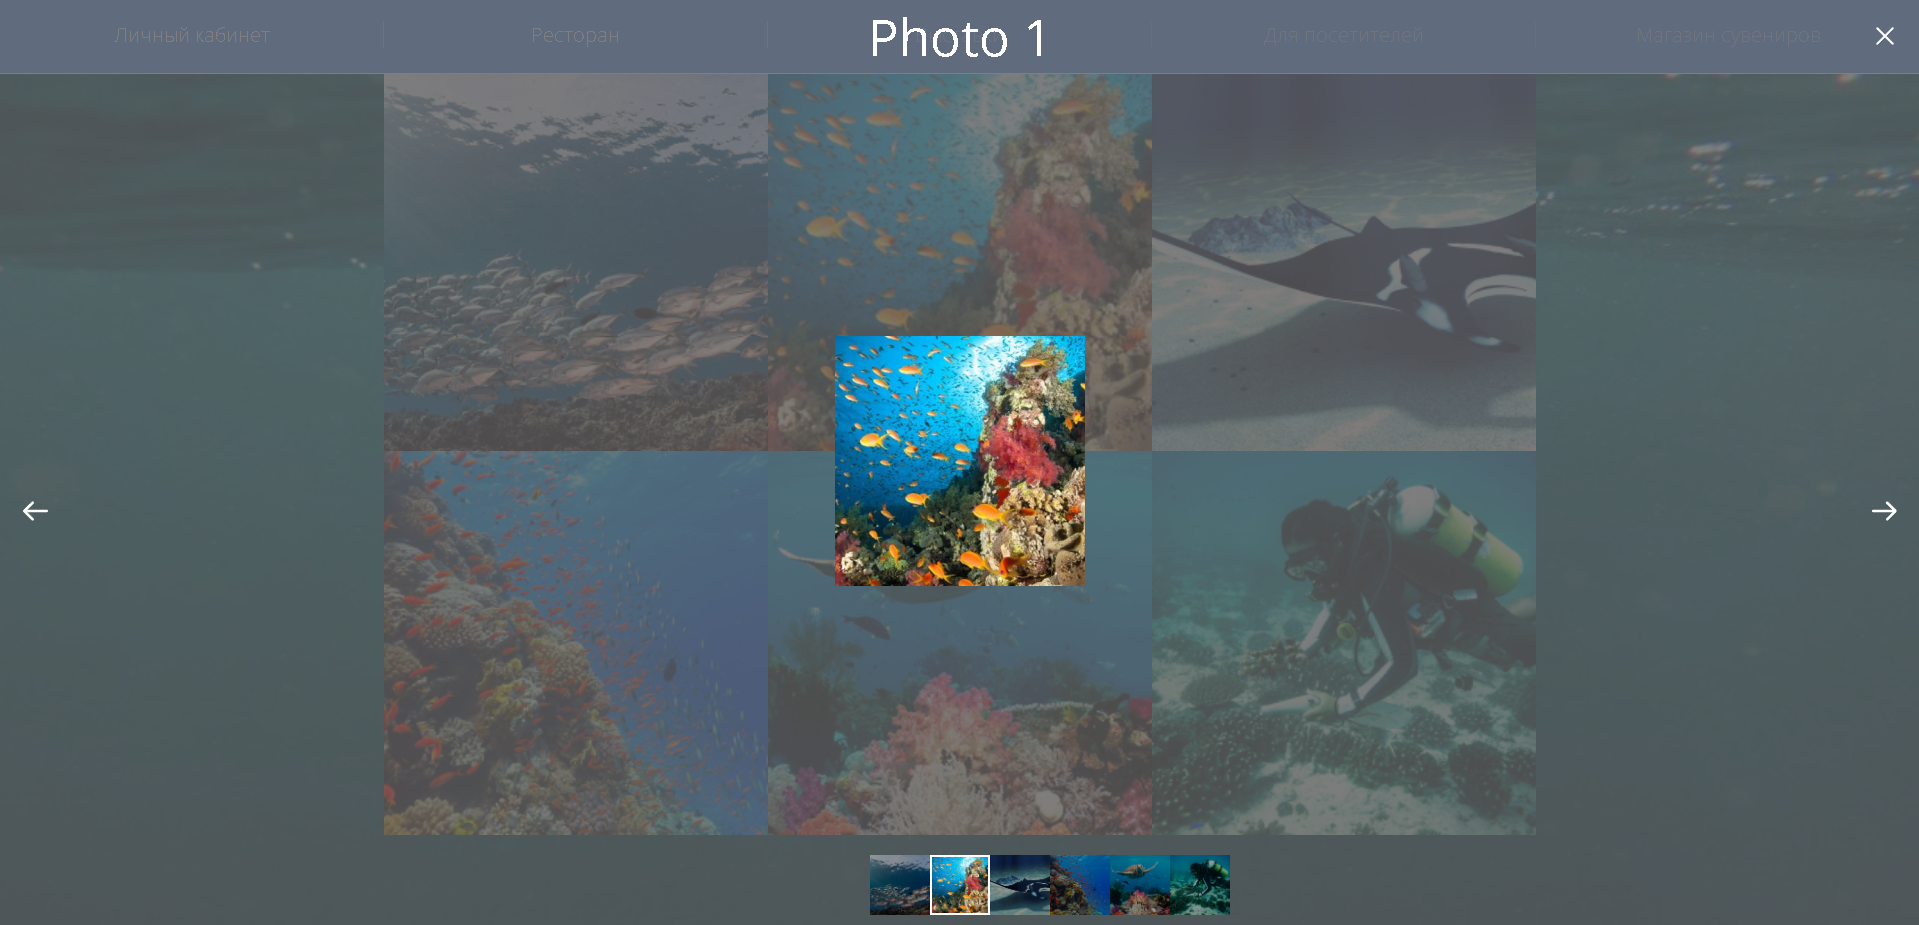 Личный кабинет
Ресторан
Photo 1
Для посетителей
Магазин сувениров